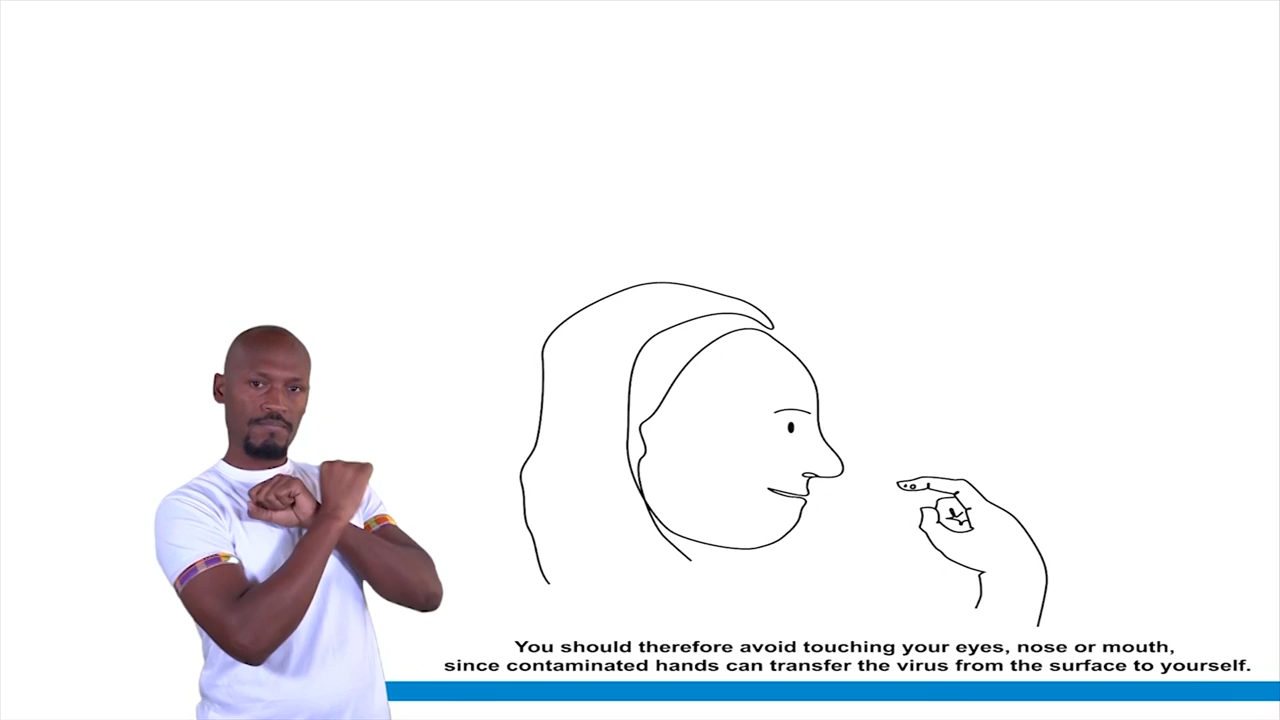 You should therefore avoid touching your eyes, nose or mouth,
since contaminated hands can transfer the virus from the surface to yourself.